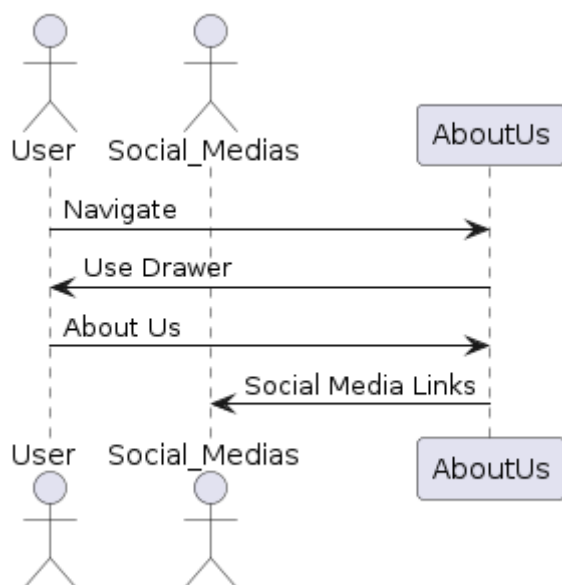 User Social_Medias AboutUs
Navigate
Use Drawer
About Us
Social Media Links
User Social_Medias AboutUs